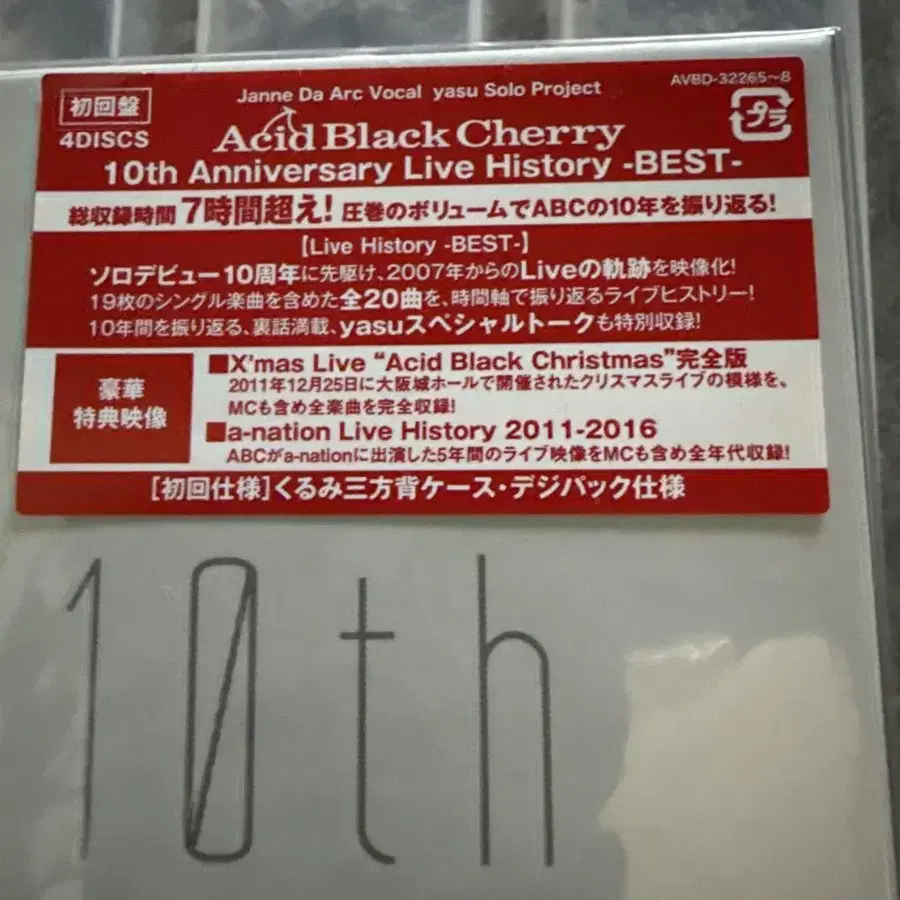 初回盤
4DISCS
Janne Da Arc Vocal yasu Solo Project
AVBD-32265~8
プラ
Acid Black Cherry
10th Anniversary Live History -BEST-
総収録時間 7時間超え! 圧巻のボリュームでABCの10年を振り返る!
【Live History -BEST-】
ソロデビュー10周年に先駆け、2007年からのLiveの軌跡を映像化!
19枚のシングル楽曲を含めた全20曲を、時間軸で振り返るライブヒストリー!
10年間を振り返る、裏話満載、yasuスペシャルトークも特別収録!
豪華
特典映像
■X'mas Live “Acid Black Christmas”完全版
2011年12月25日に大阪城ホールで開催されたクリスマスライブの模様を、
MCも含め全楽曲を完全収録!
■a-nation Live History 2011-2016
ABCがa-nationに出演した5年間のライブ映像をMCも含め全年代収録!
[初回仕様]くるみ三方背ケース・デジパック仕様
10th